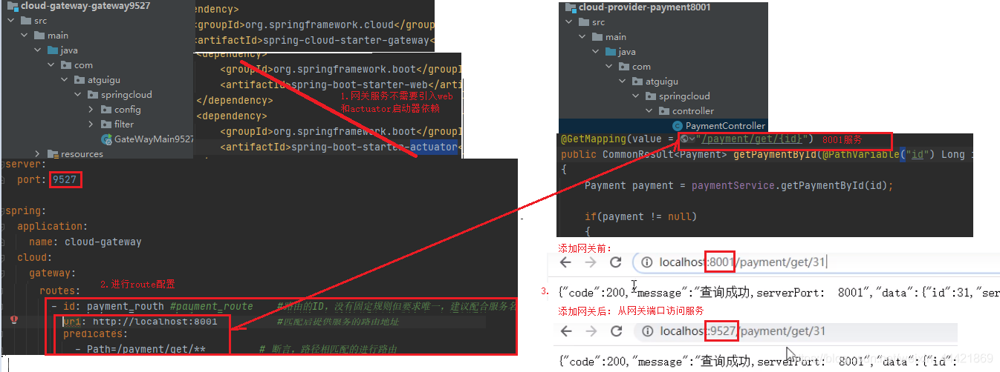 cloud-gateway-gateway9527
src
main
java
com
atguigu
springcloud
config
filter
GateWayMain9527
resources
pendency>
<groupId>org.springframework.cloud</group
<artifactId>spring-cloud-starter-gateway<
<dependency>
<groupId>org.springframework.boot</groupI
<artifactId>spring-boot-starter-web</arti
</dependency>
<dependency>
<groupId>org.springframework.boot</groupI
<artifactId>spring-boot-starter-actuator<
1.网关服务不需要引入web
和actuator启动器依赖
server:
port: 9527
spring:
application:
name: cloud-gateway
cloud:
gateway:
routes:
2.进行route配置
- id: payment_routh #payment_route #路由的ID，没有固定规则但要求唯一，建议配合服务名
uri: http://localhost:8001 #匹配后提供服务的路由地址
predicates:
- Path=/payment/get/** # 断言，路径相匹配的进行路由
cloud-provider-payment8001
src
main
java
com
atguigu
springcloud
controller
PaymentController
@GetMapping(value = "/payment/get/{id}") 8001服务
public CommonResult<Payment> getPaymentById(@PathVariable("id") Long i
{
Payment payment = paymentService.getPaymentById(id);
if(payment != null)
{
添加网关前：
localhost:8001/payment/get/31
3. {"code":200,"message":"查询成功,serverPort: 8001","data":{"id":31,"ser
添加网关后：从网关端口访问服务
localhost:9527/payment/get/31
{"code":200,"message":"查询成功,serverPort: 8001","data":{"id":